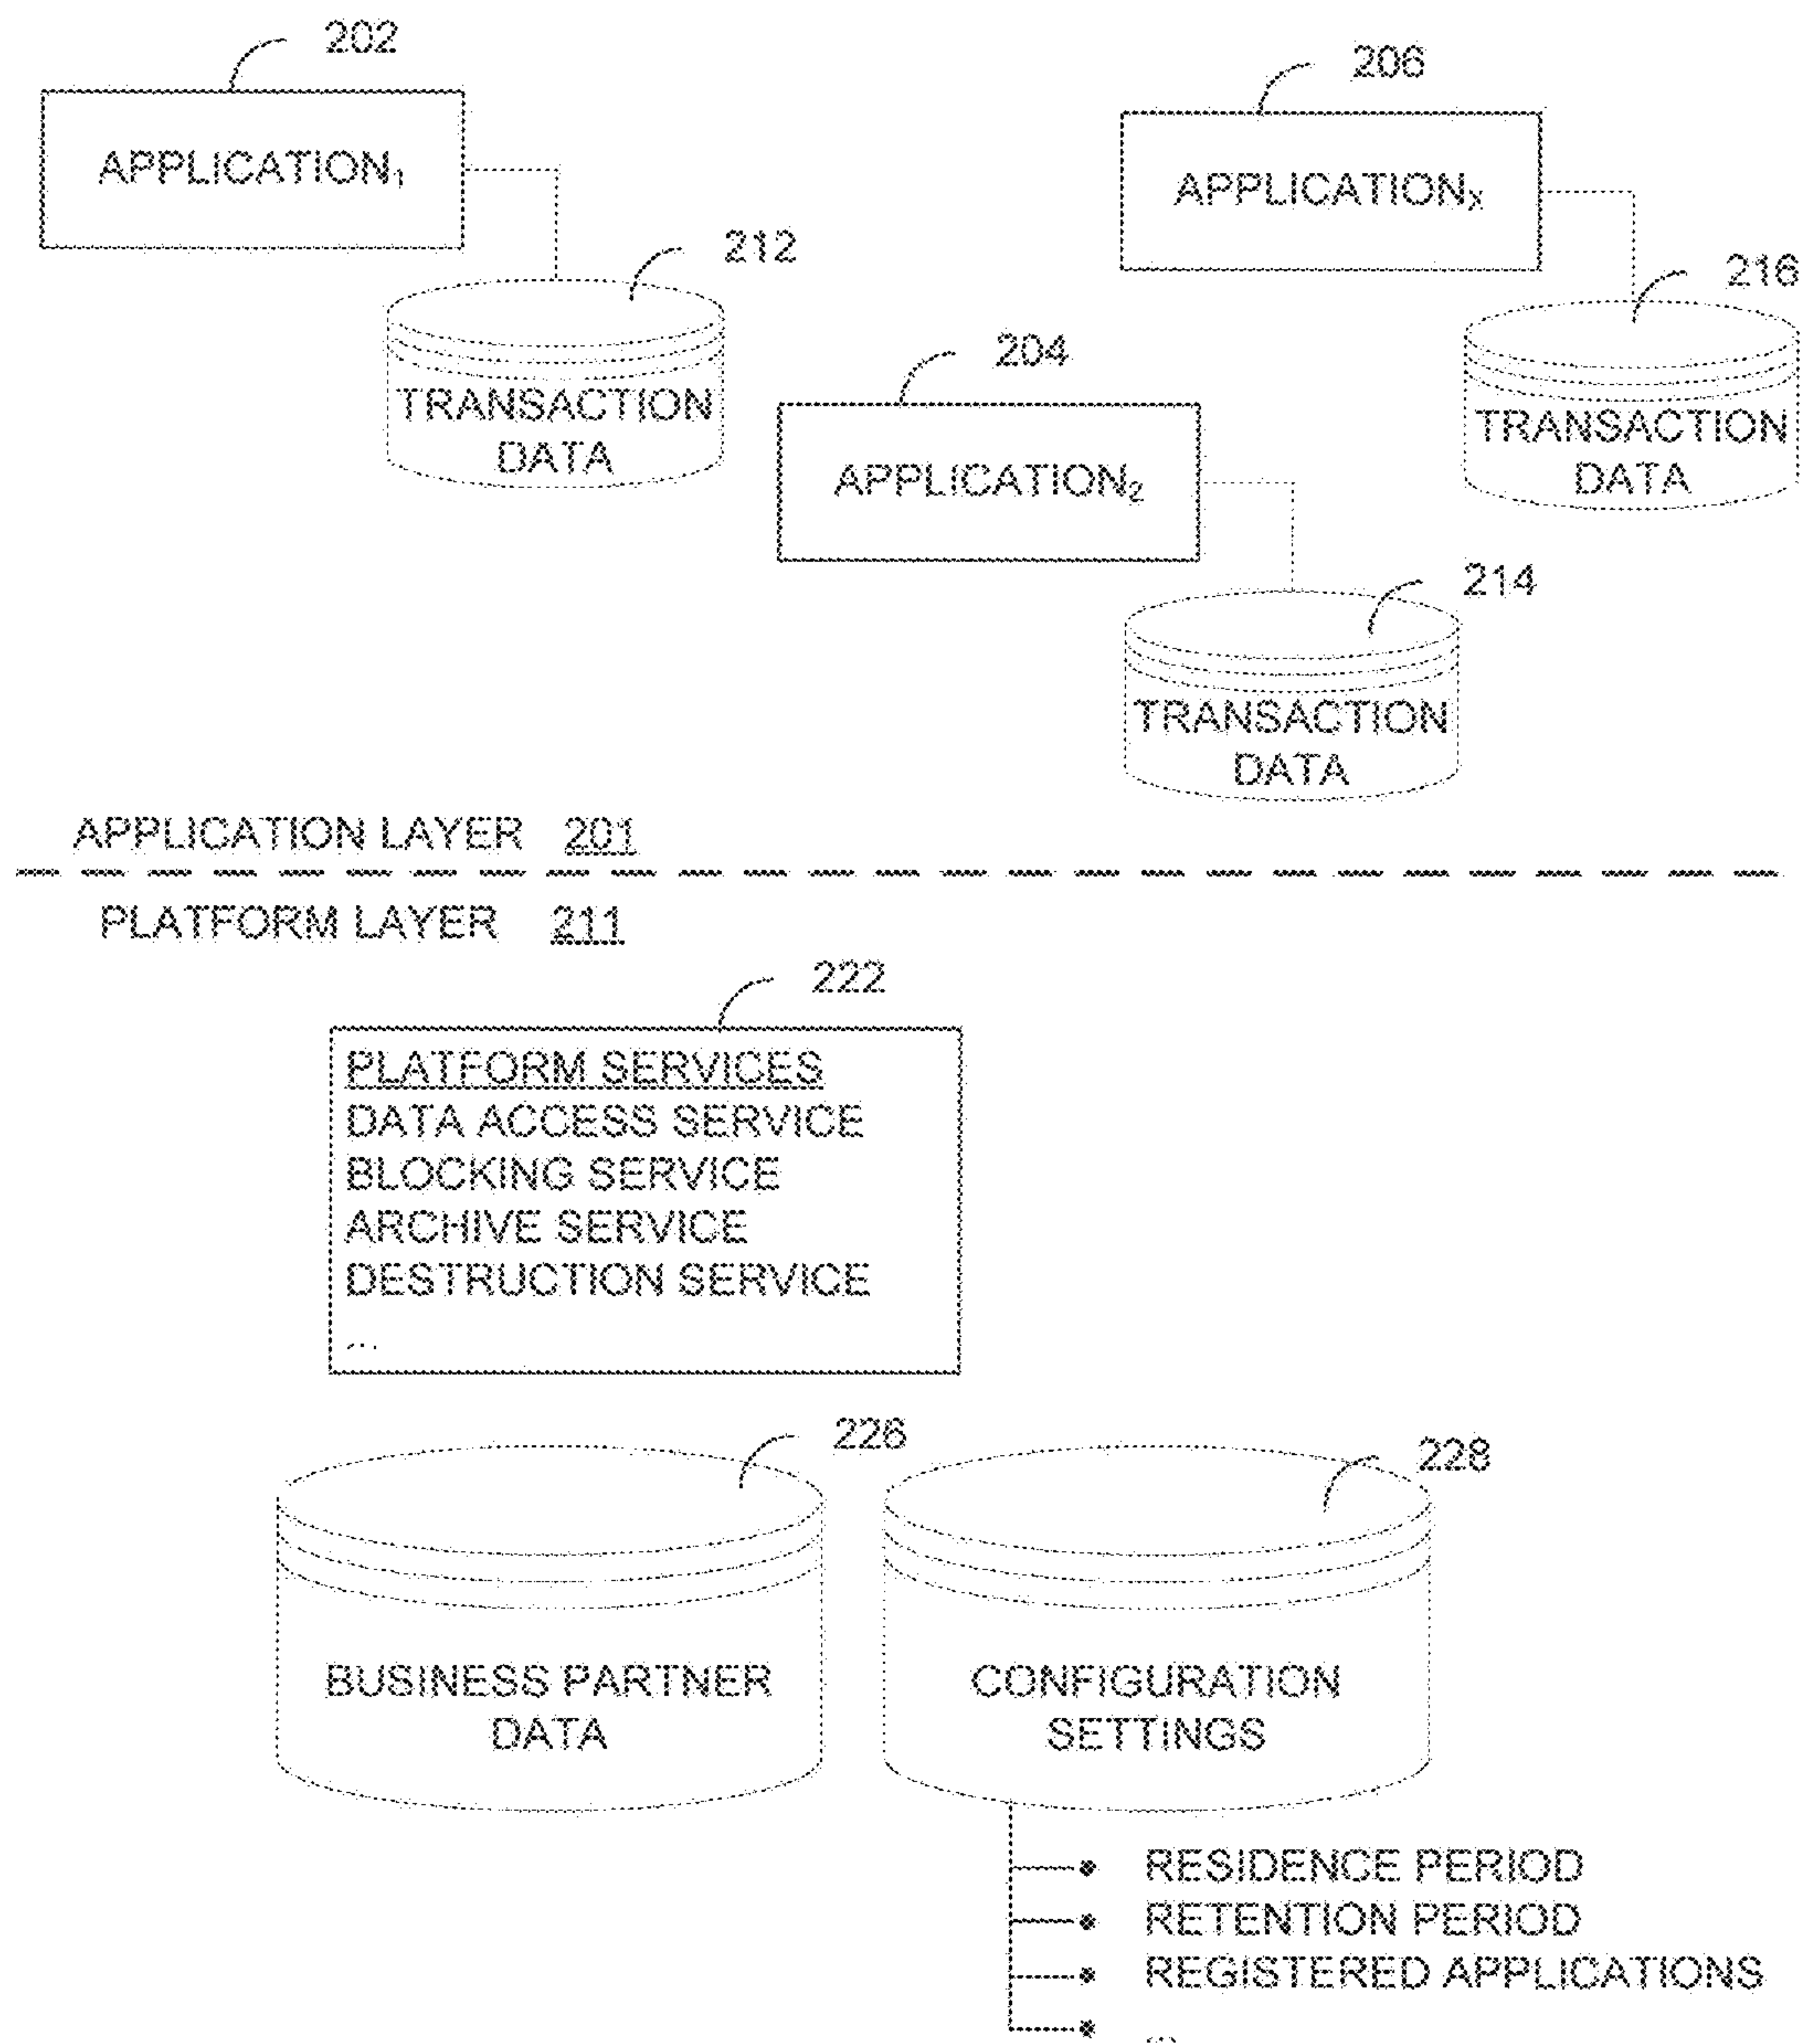 202
APPLICATION₁
206
APPLICATIONₓ
212
TRANSACTION
DATA
216
TRANSACTION
DATA
204
APPLICATION₂
214
TRANSACTION
DATA
APPLICATION LAYER 201
PLATFORM LAYER 211
222
PLATFORM SERVICES
DATA ACCESS SERVICE
BLOCKING SERVICE
ARCHIVE SERVICE
DESTRUCTION SERVICE
...
226
BUSINESS PARTNER
DATA
228
CONFIGURATION
SETTINGS
• RESIDENCE PERIOD
• RETENTION PERIOD
• REGISTERED APPLICATIONS
• ...